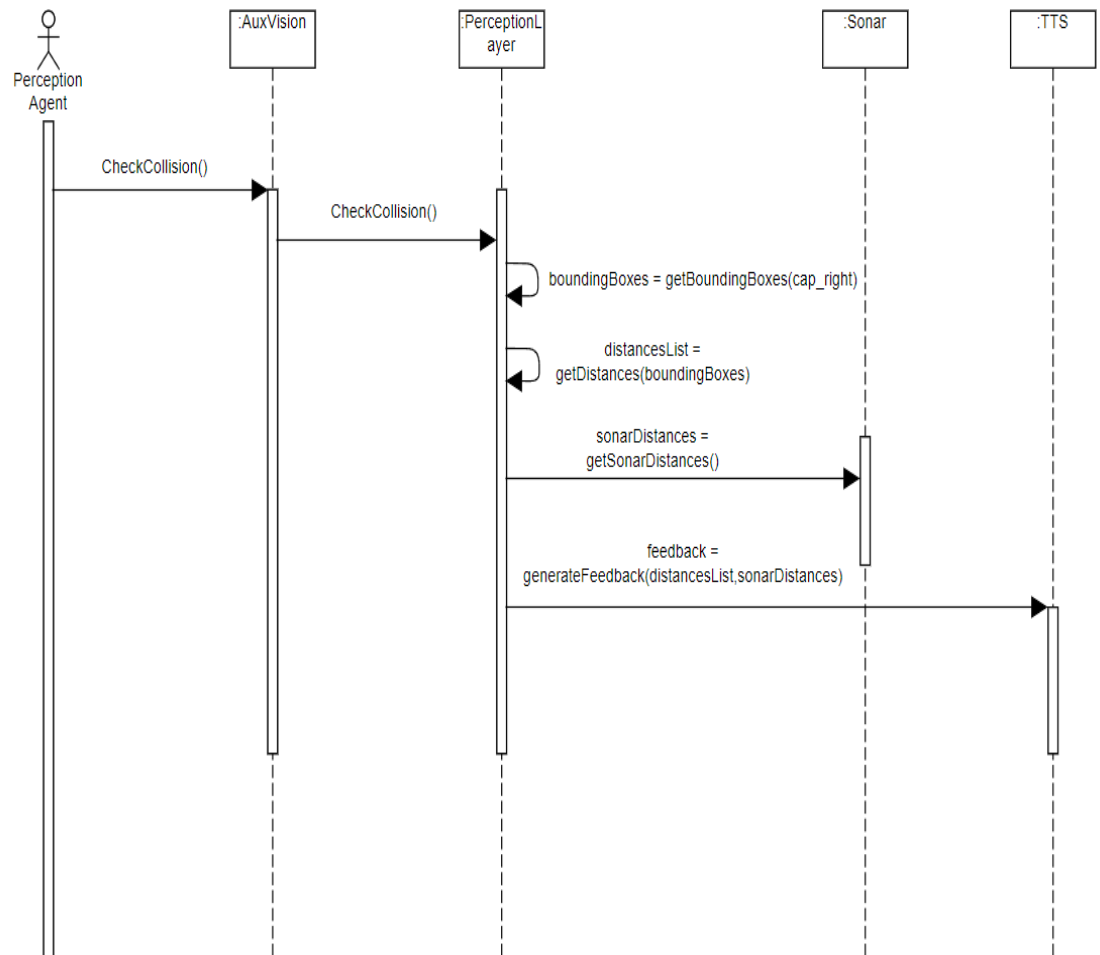 :AuxVision
:PerceptionL
ayer
:Sonar
:TTS
Perception
Agent
CheckCollision()
CheckCollision()
boundingBoxes = getBoundingBoxes(cap_right)
distancesList =
getDistances(boundingBoxes)
sonarDistances =
getSonarDistances()
feedback =
generateFeedback(distancesList,sonarDistances)